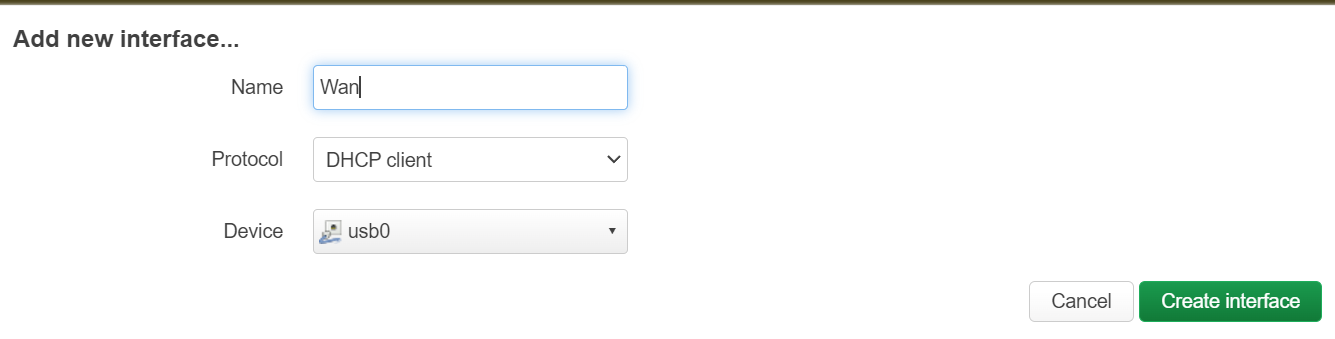 Add new interface...
Name
Wan
Protocol
DHCP client
Device
usb0
Cancel
Create interface